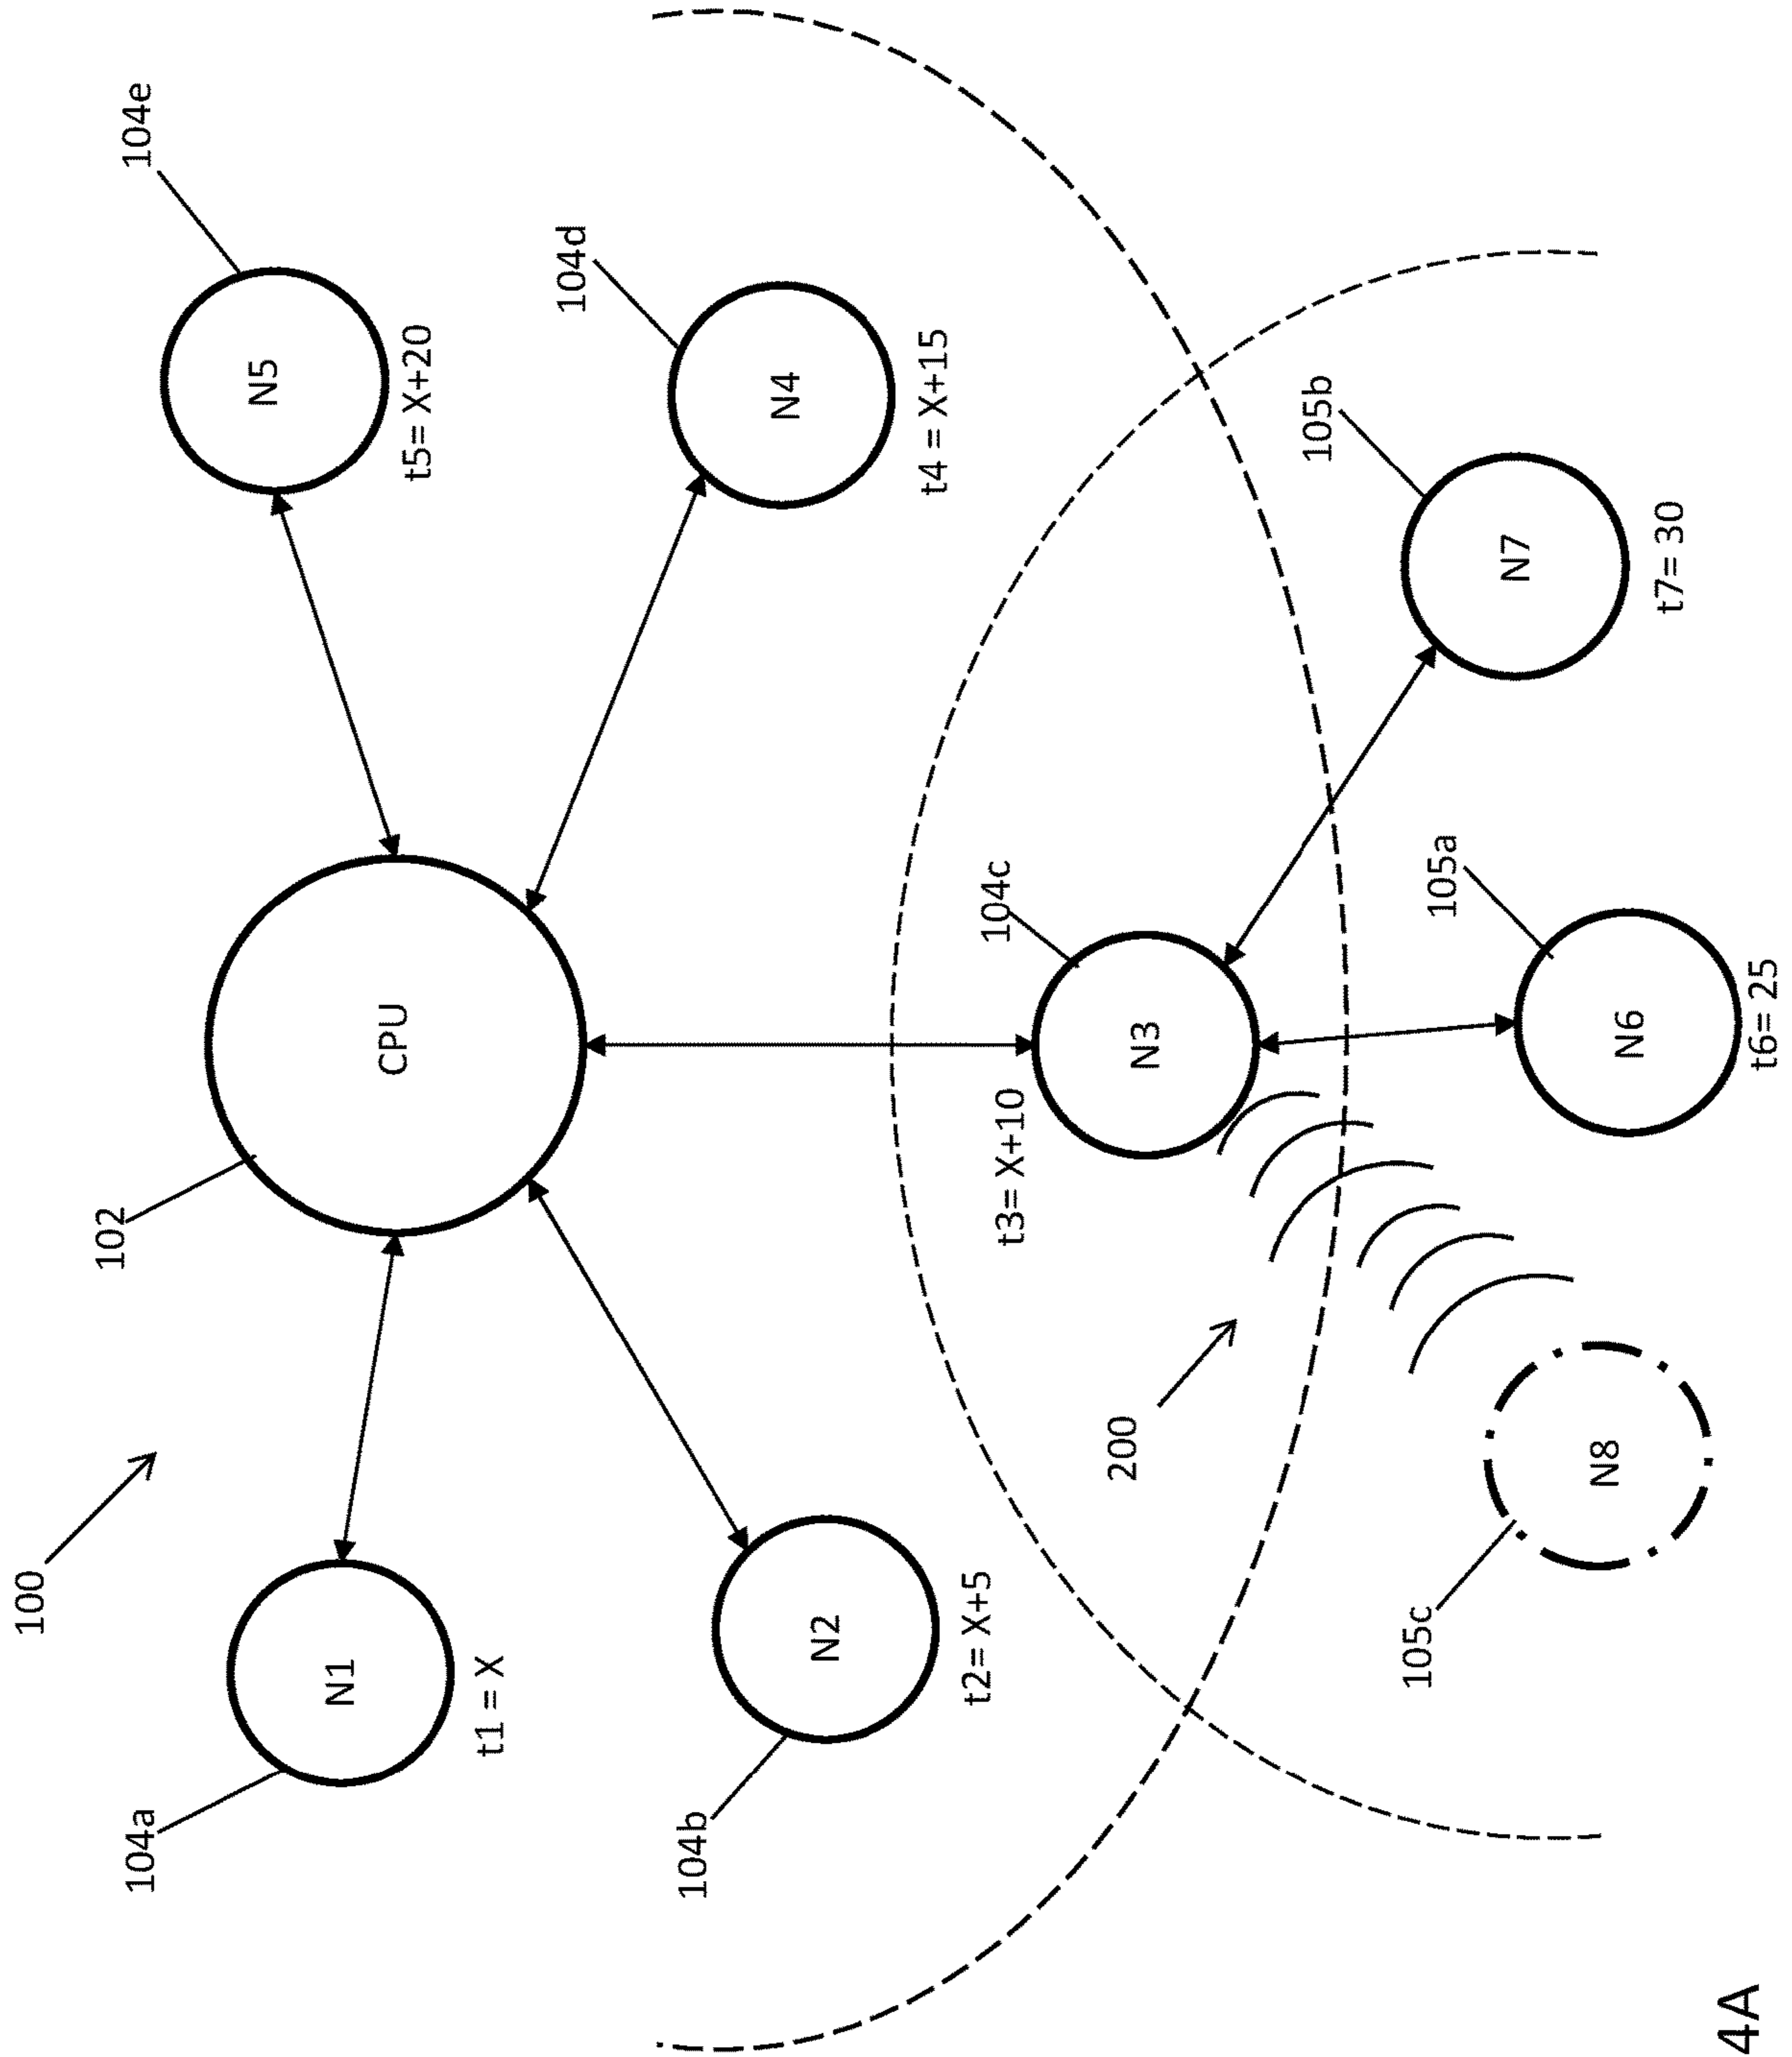 100
104a
N1
t1 = X
102
CPU
104e
N5
t5= X+20
104d
N4
t4 = X+15
104b
N2
t2= X+5
104c
N3
t3= X+10
200
105b
N7
t7= 30
105a
N6
t6= 25
105c
N8
4A